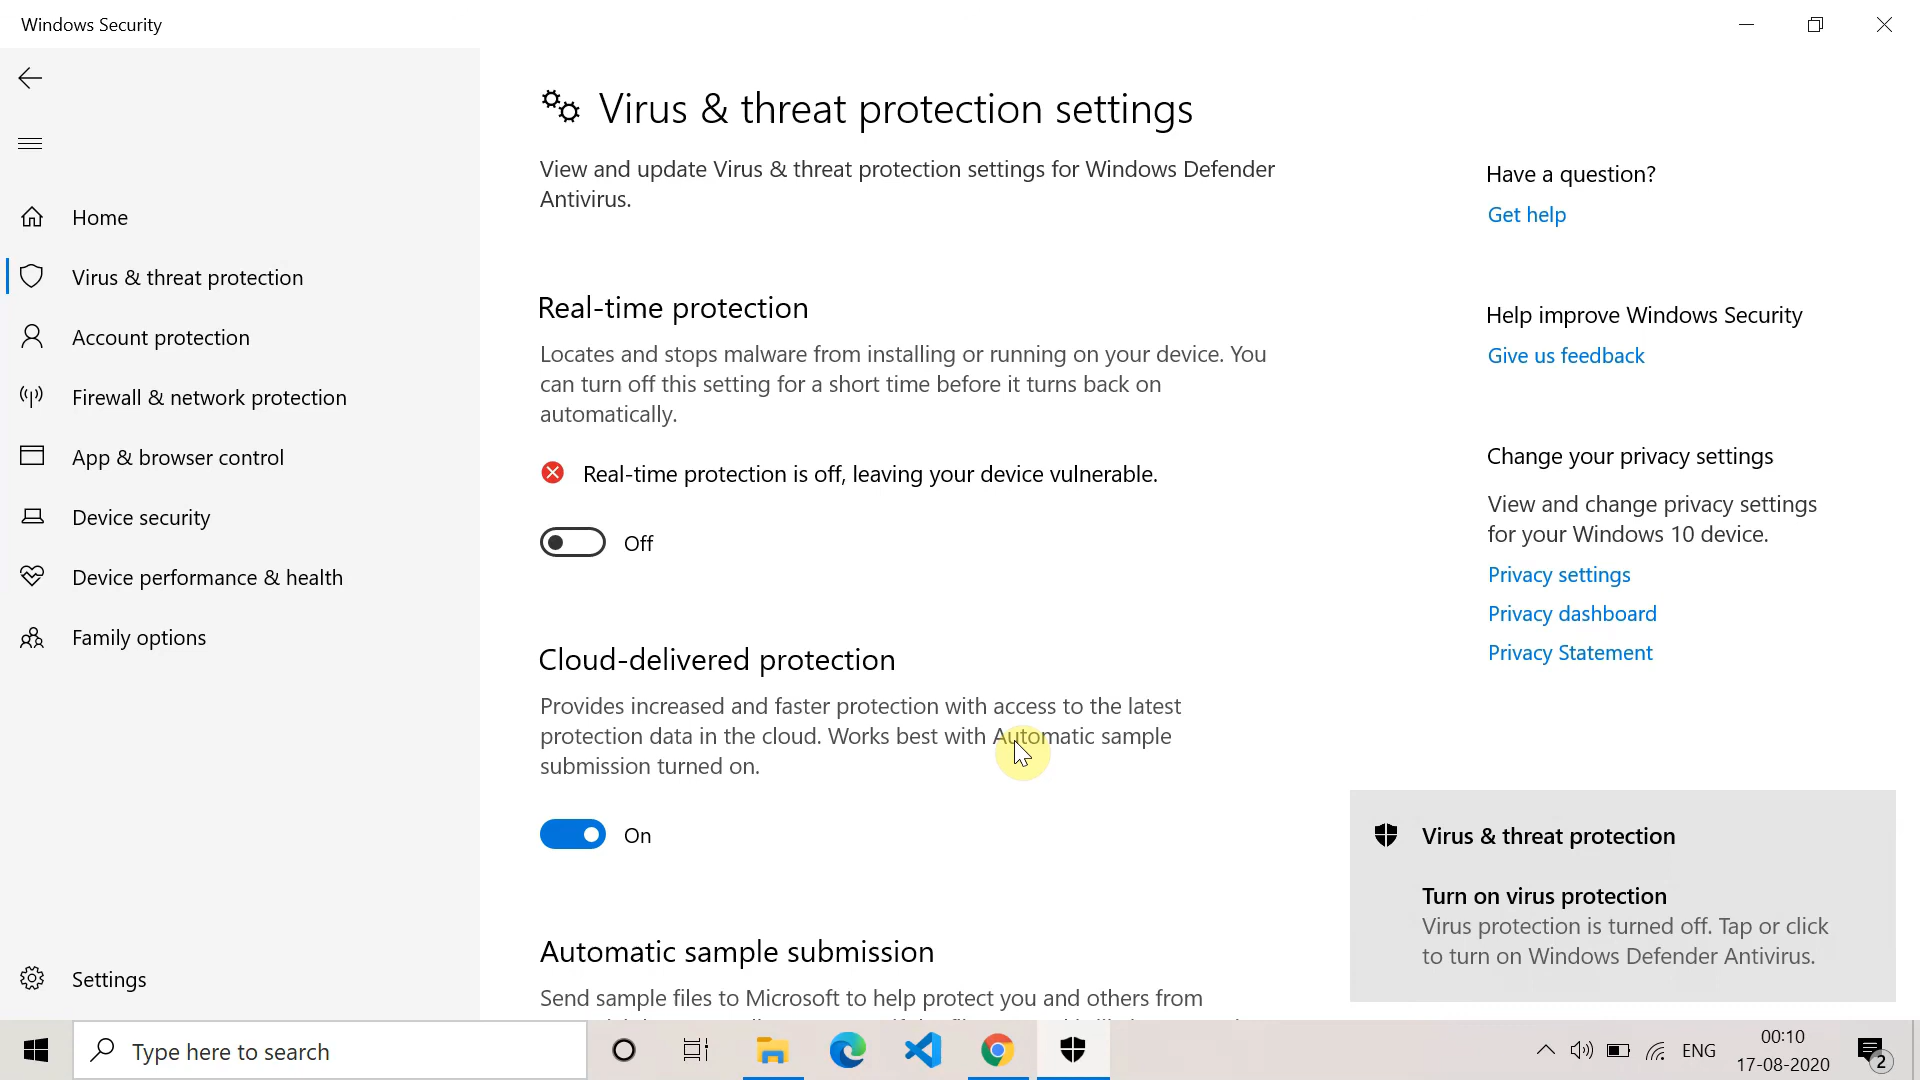 Windows Security
Home
Virus & threat protection
Account protection
Firewall & network protection
App & browser control
Device security
Device performance & health
Family options
Settings
Virus & threat protection settings
View and update Virus & threat protection settings for Windows Defender
Antivirus.
Real-time protection
Locates and stops malware from installing or running on your device. You
can turn off this setting for a short time before it turns back on
automatically.
Real-time protection is off, leaving your device vulnerable.
Off
Cloud-delivered protection
Provides increased and faster protection with access to the latest
protection data in the cloud. Works best with Automatic sample
submission turned on.
On
Automatic sample submission
Send sample files to Microsoft to help protect you and others from
Have a question?
Get help
Help improve Windows Security
Give us feedback
Change your privacy settings
View and change privacy settings
for your Windows 10 device.
Privacy settings
Privacy dashboard
Privacy Statement
Virus & threat protection
Turn on virus protection
Virus protection is turned off. Tap or click
to turn on Windows Defender Antivirus.
Type here to search
ENG
00:10
17-08-2020
2